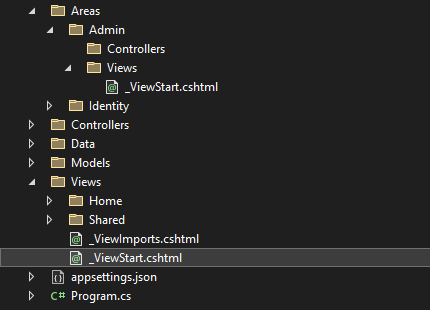 Areas
Admin
Controllers
Views
_ViewStart.cshtml
Identity
Controllers
Data
Models
Views
Home
Shared
_ViewImports.cshtml
_ViewStart.cshtml
appsettings.json
C# Program.cs